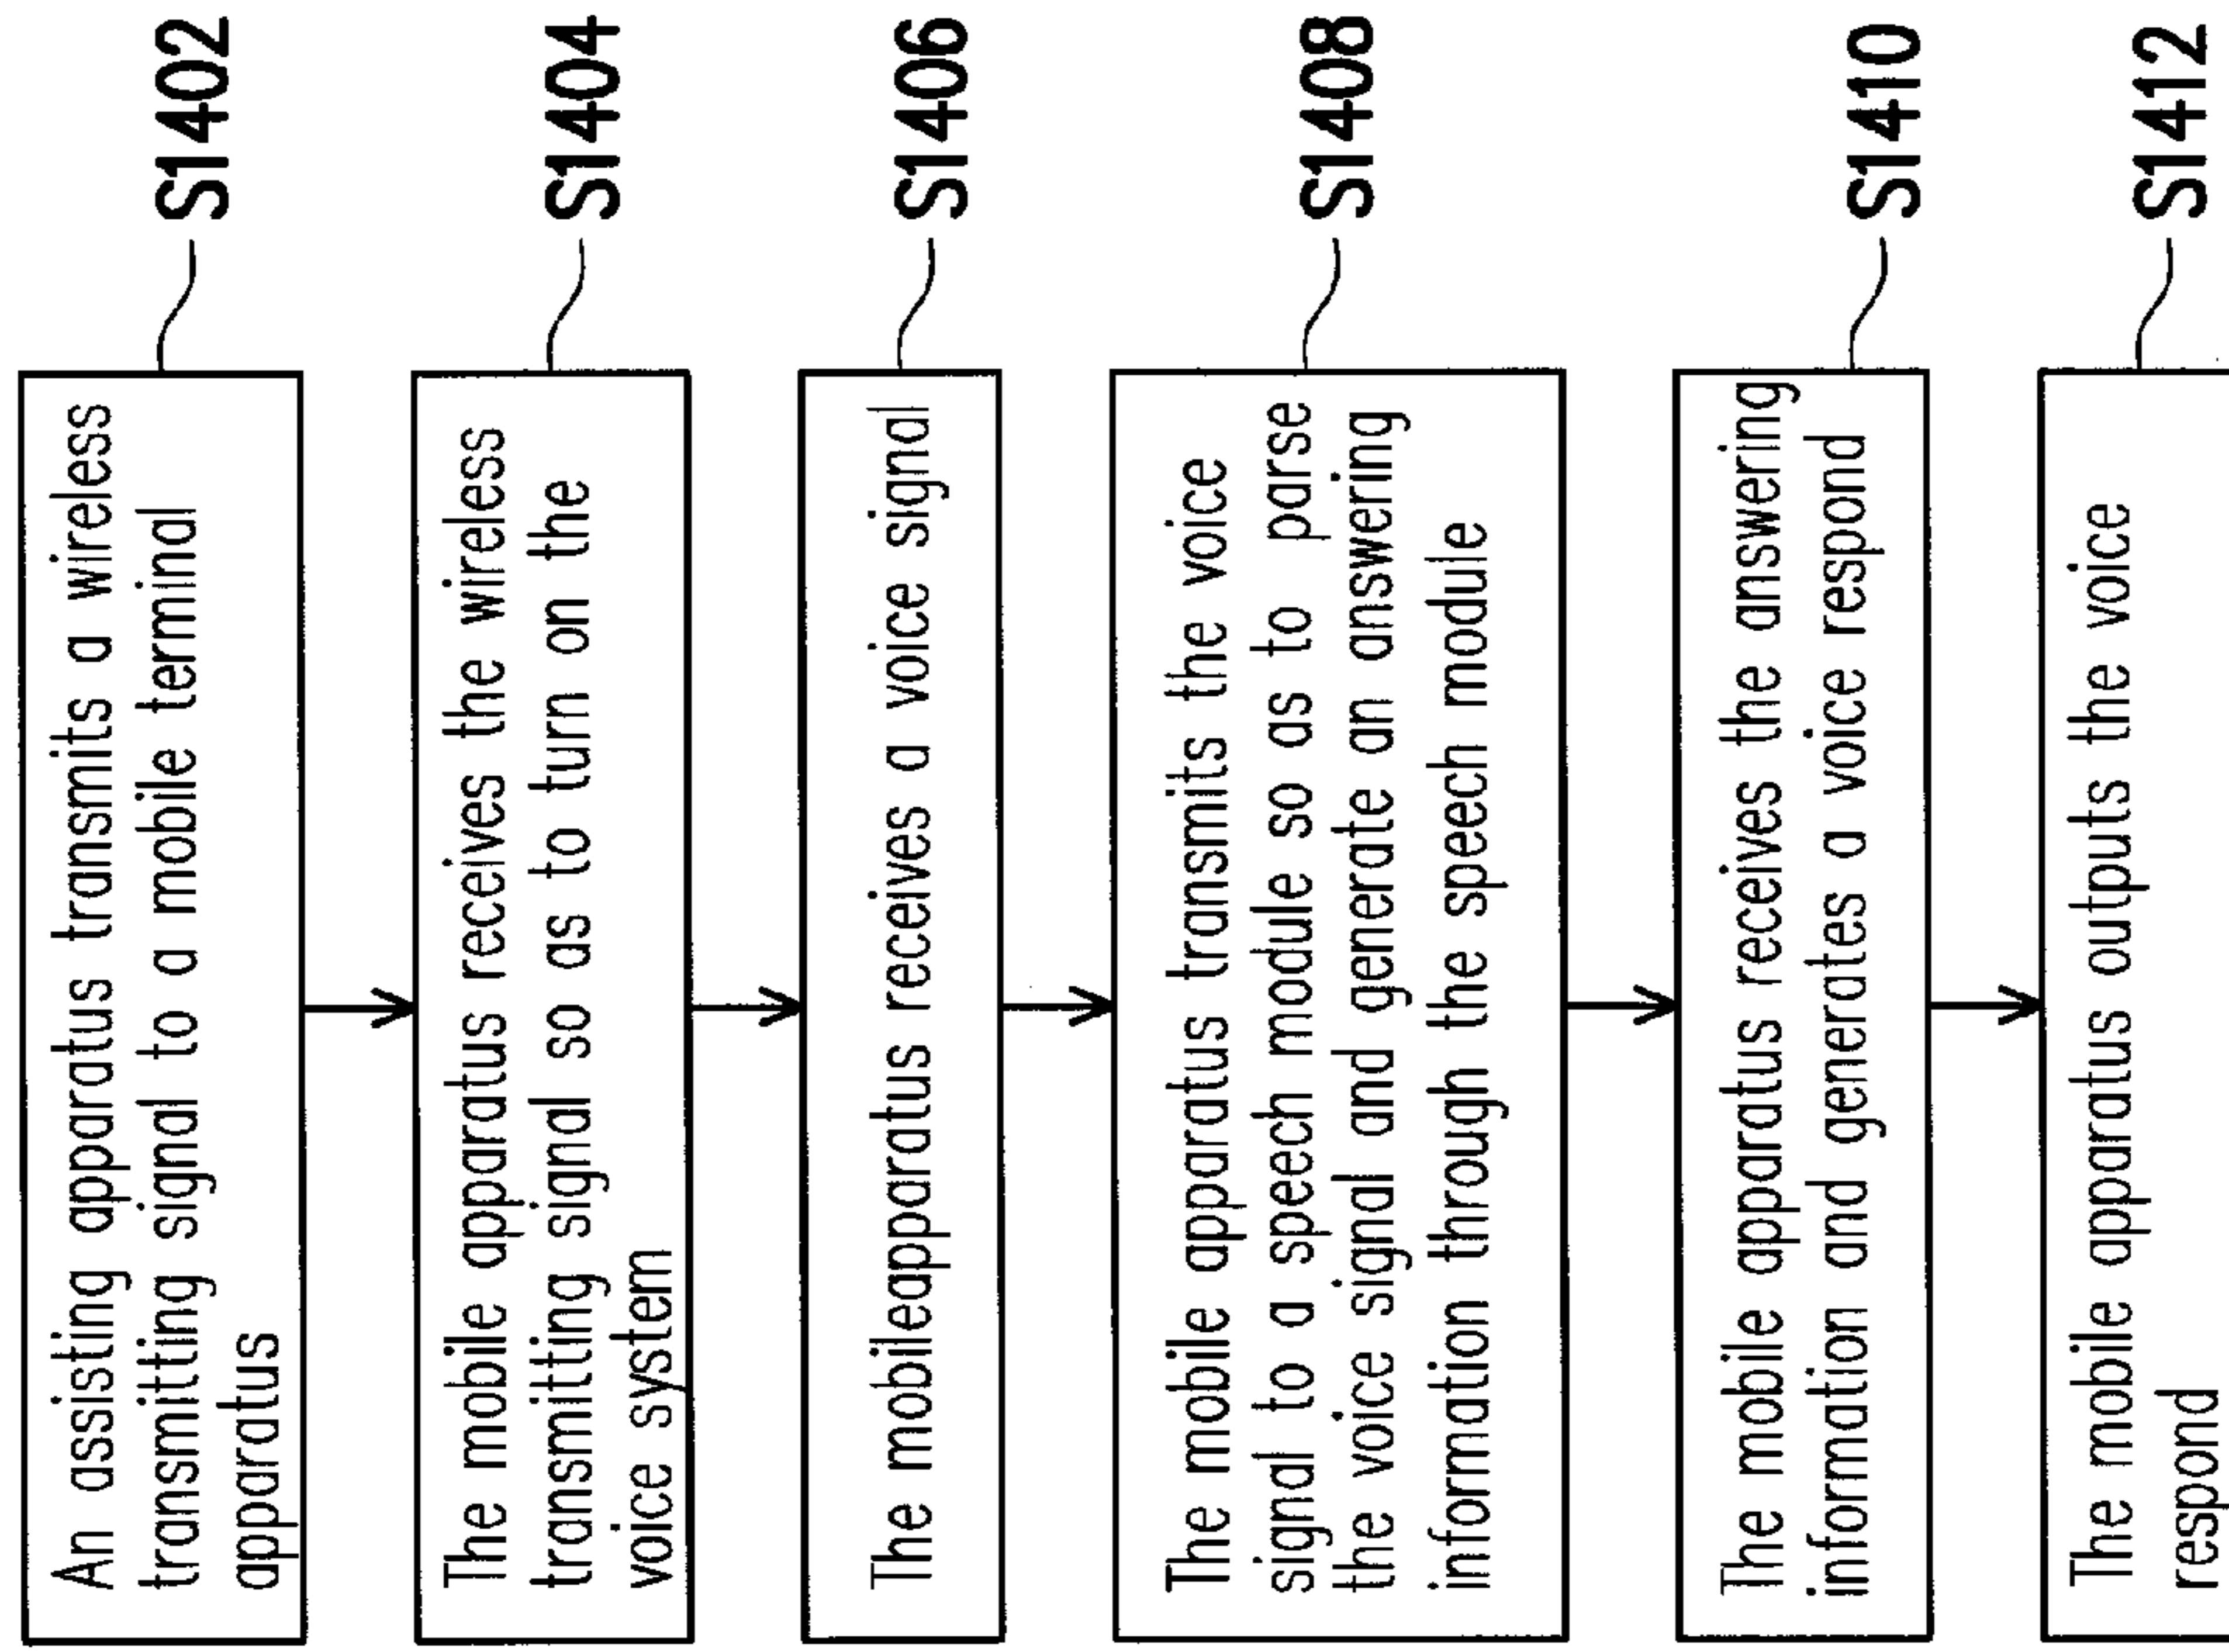 An assisting apparatus transmits a wireless
transmitting signal to a mobile terminal
apparatus
S1402
The mobile apparatus receives the wireless
transmitting signal so as to turn on the
voice system
S1404
The mobileapparatus receives a voice signal
S1406
The mobile apparatus transmits the voice
signal to a speech module so as to parse
the voice signal and generate an answering
information through the speech module
S1408
The mobile apparatus receives the answering
information and generates a voice respond
S1410
The mobile apparatus outputs the voice
respond
S1412